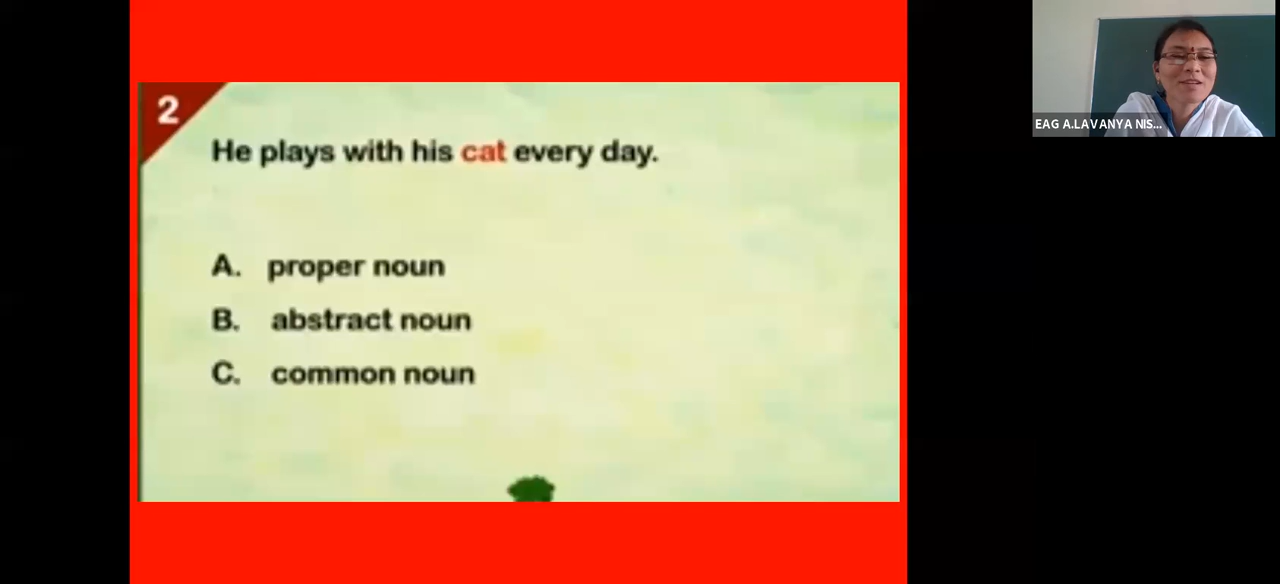 2
He plays with his cat every day.
A. proper noun
B. abstract noun
C. common noun
EAG A.LAVANYA NIS...